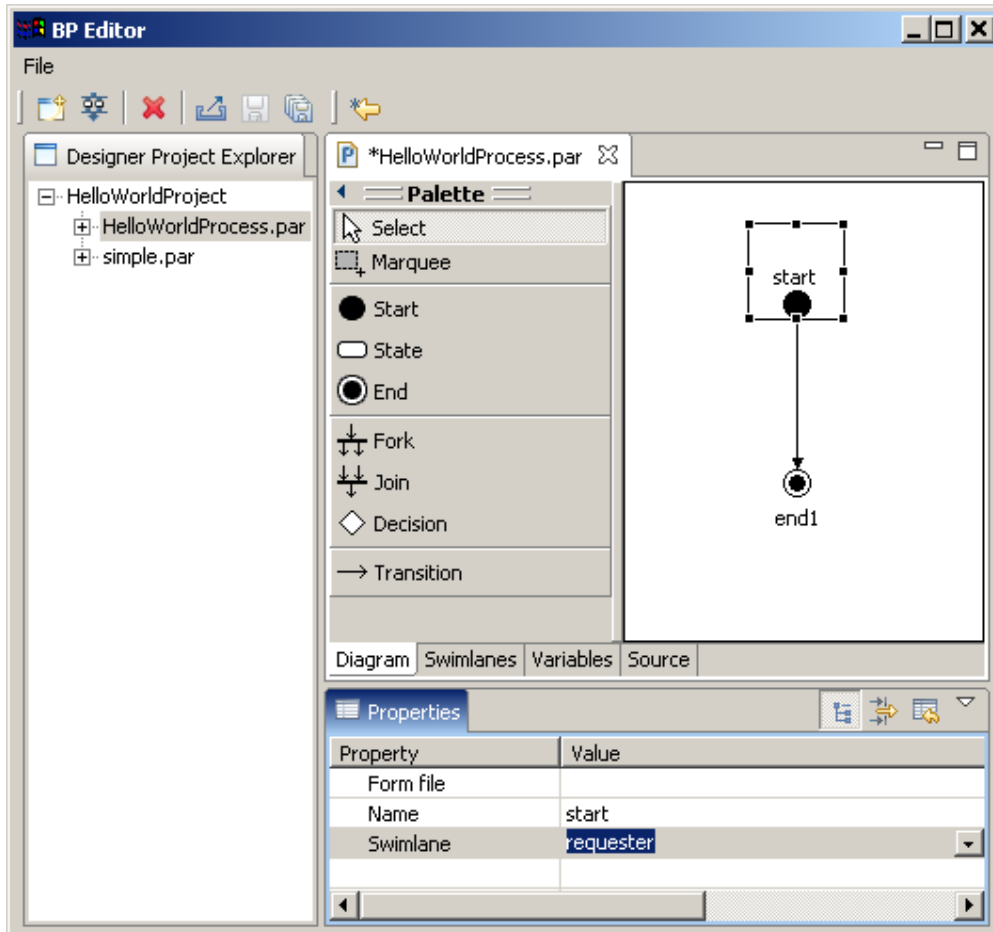 BP Editor
File
Designer Project Explorer
HelloWorldProject
HelloWorldProcess.par
simple.par
*HelloWorldProcess.par
Palette
Select
Marquee
Start
State
End
Fork
Join
Decision
Transition
start
end1
Diagram Swimlanes Variables Source
Properties
Property Value
Form file
Name start
Swimlane requester